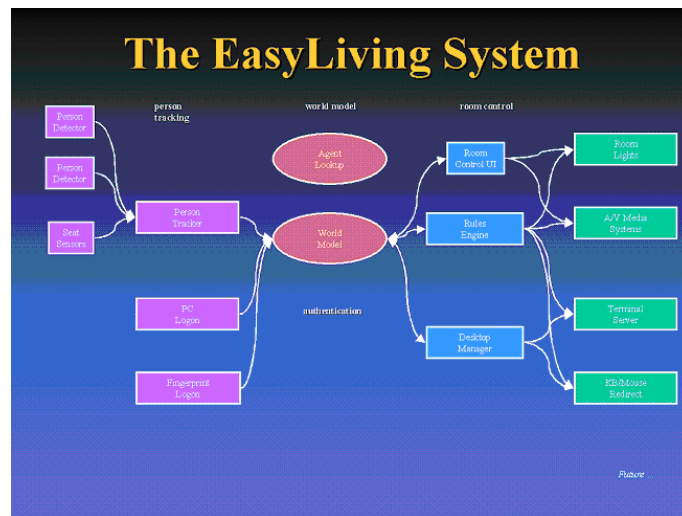 The EasyLiving System
person
tracking
world model
room control
Person
Detector
Person
Detector
Seat
Sensors
Person
Tracker
PC
Logon
Fingerprint
Logon
Agent
Lookup
World
Model
authentication
Room
Control UI
Rules
Engine
Desktop
Manager
Room
Lights
A/V Media
Systems
Terminal
Server
KB/Mouse
Redirect
Future ...